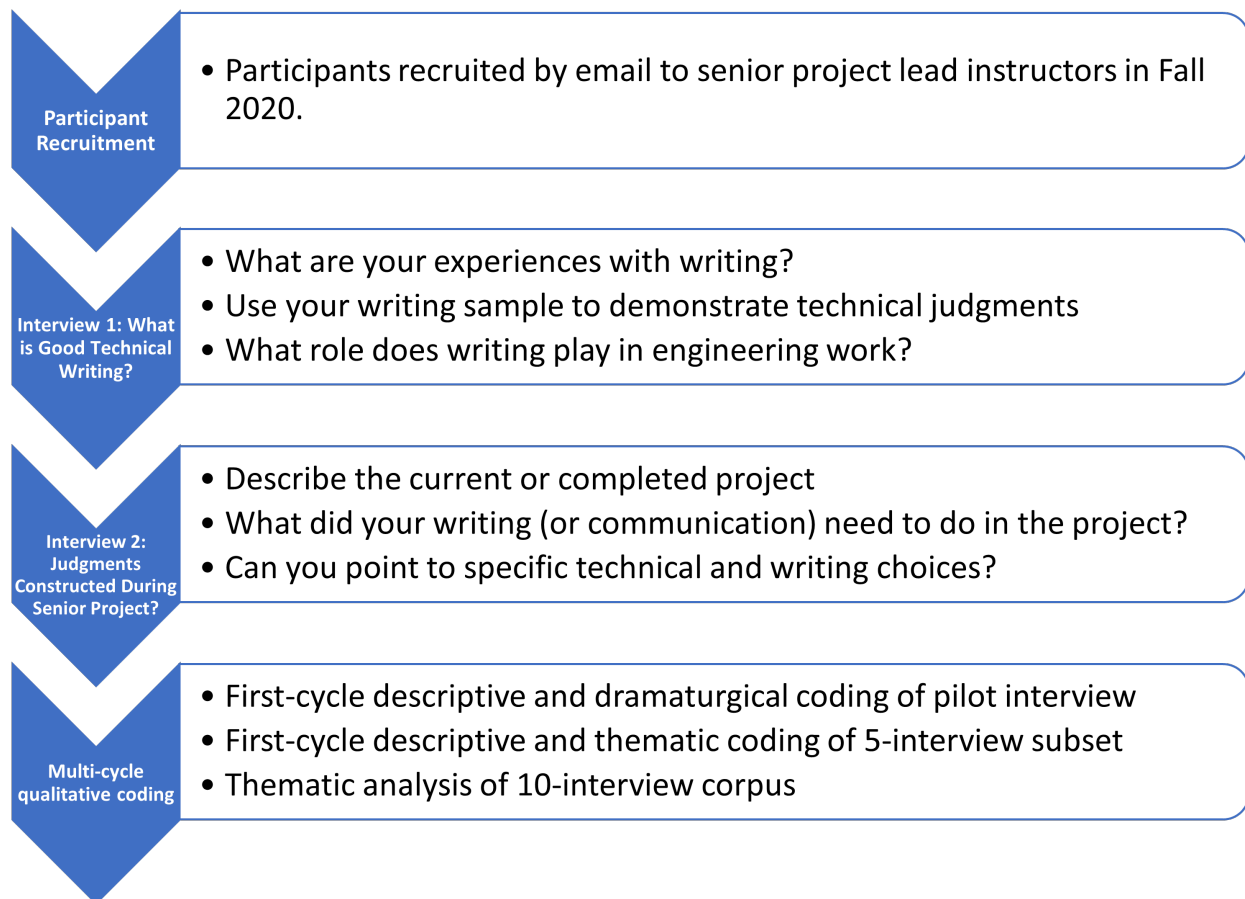 Participant
Recruitment
• Participants recruited by email to senior project lead instructors in Fall
2020.
Interview 1: What
is Good Technical
Writing?
• What are your experiences with writing?
• Use your writing sample to demonstrate technical judgments
• What role does writing play in engineering work?
Interview 2:
Judgments
Constructed During
Senior Project?
• Describe the current or completed project
• What did your writing (or communication) need to do in the project?
• Can you point to specific technical and writing choices?
Multi-cycle
qualitative coding
• First-cycle descriptive and dramaturgical coding of pilot interview
• First-cycle descriptive and thematic coding of 5-interview subset
• Thematic analysis of 10-interview corpus